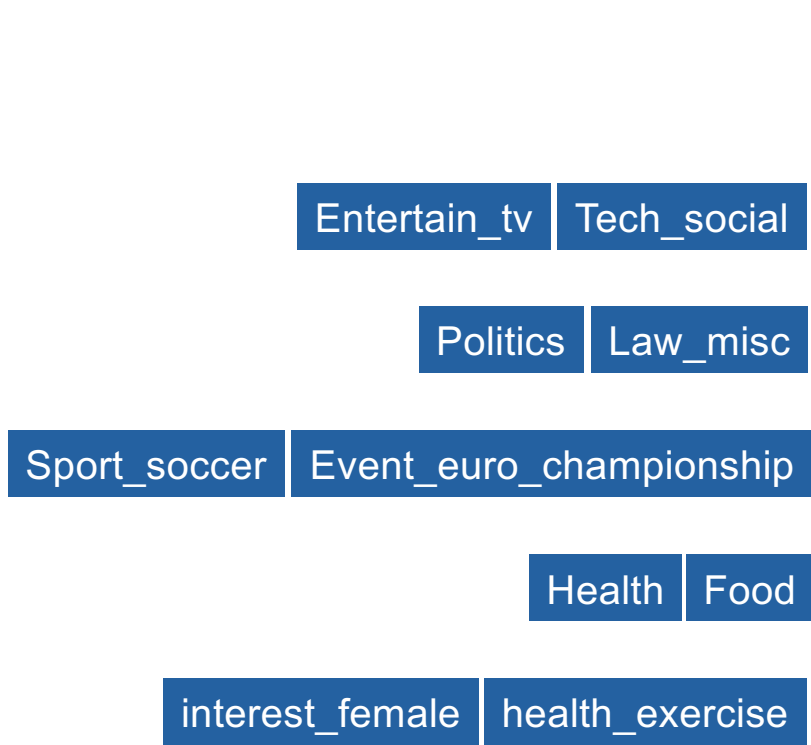 Entertain_tv Tech_social
Politics Law_misc
Sport_soccer Event_euro_championship
Health Food
interest_female health_exercise